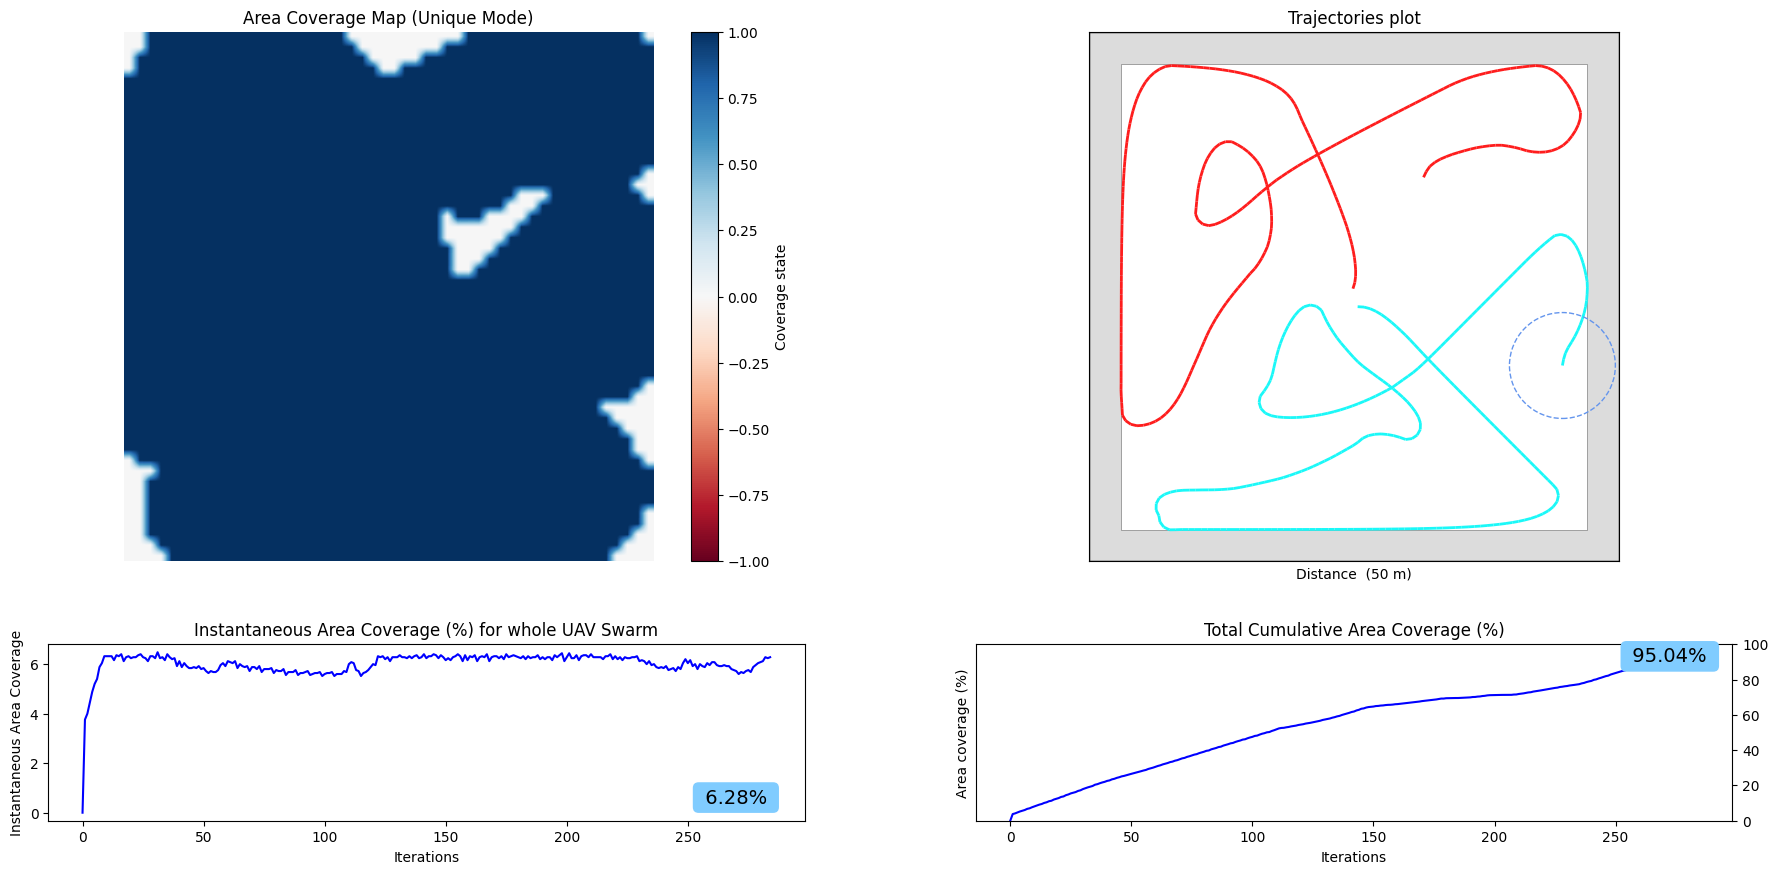 Area Coverage Map (Unique Mode)
1.00
0.75
0.50
0.25
0.00
−0.25
−0.50
−0.75
−1.00
Coverage state
Trajectories plot
Distance (50 m)
Instantaneous Area Coverage (%) for whole UAV Swarm
Instantaneous Area Coverage
6
4
2
0
6.28%
0 50 100 150 200 250
Iterations
Total Cumulative Area Coverage (%)
Area coverage (%)
95.04%
100
80
60
40
20
0
0 50 100 150 200 250
Iterations